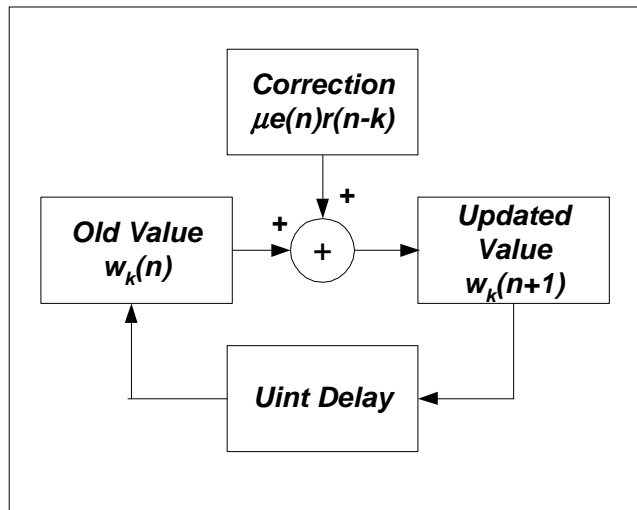 Correction
μe(n)r(n-k)
+
+
Old Value
w_k(n)
+
Updated
Value
w_k(n+1)
Uint Delay